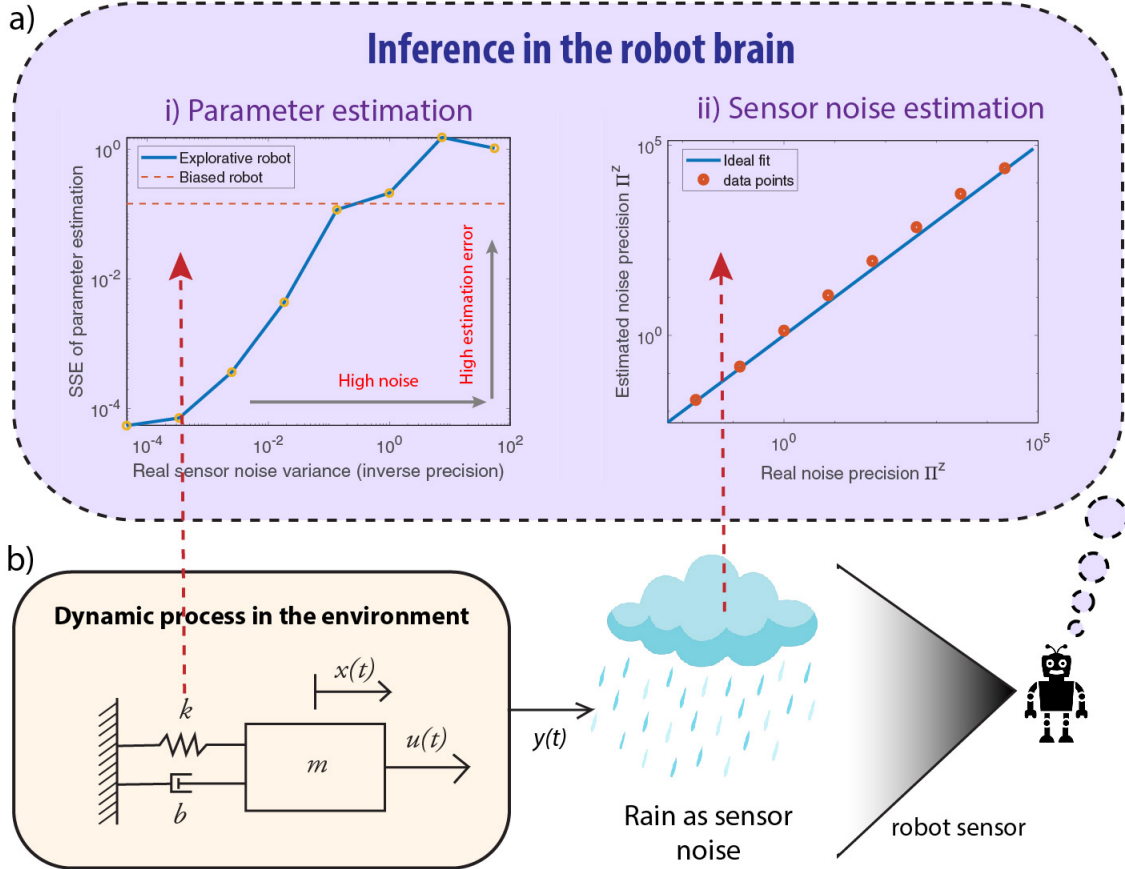 a)
Inference in the robot brain
i) Parameter estimation
ii) Sensor noise estimation
SSE of parameter estimation
10^0
10^-2
10^-4
Explorative robot
Biased robot
High noise
High estimation error
10^-4
10^-2
10^0
10^2
Real sensor noise variance (inverse precision)
Estimated noise precision Π^z
10^5
10^0
Ideal fit
data points
10^0
10^5
Real noise precision Π^z
b)
Dynamic process in the environment
x(t)
k
u(t)
m
b
y(t)
Rain as sensor
noise
robot sensor